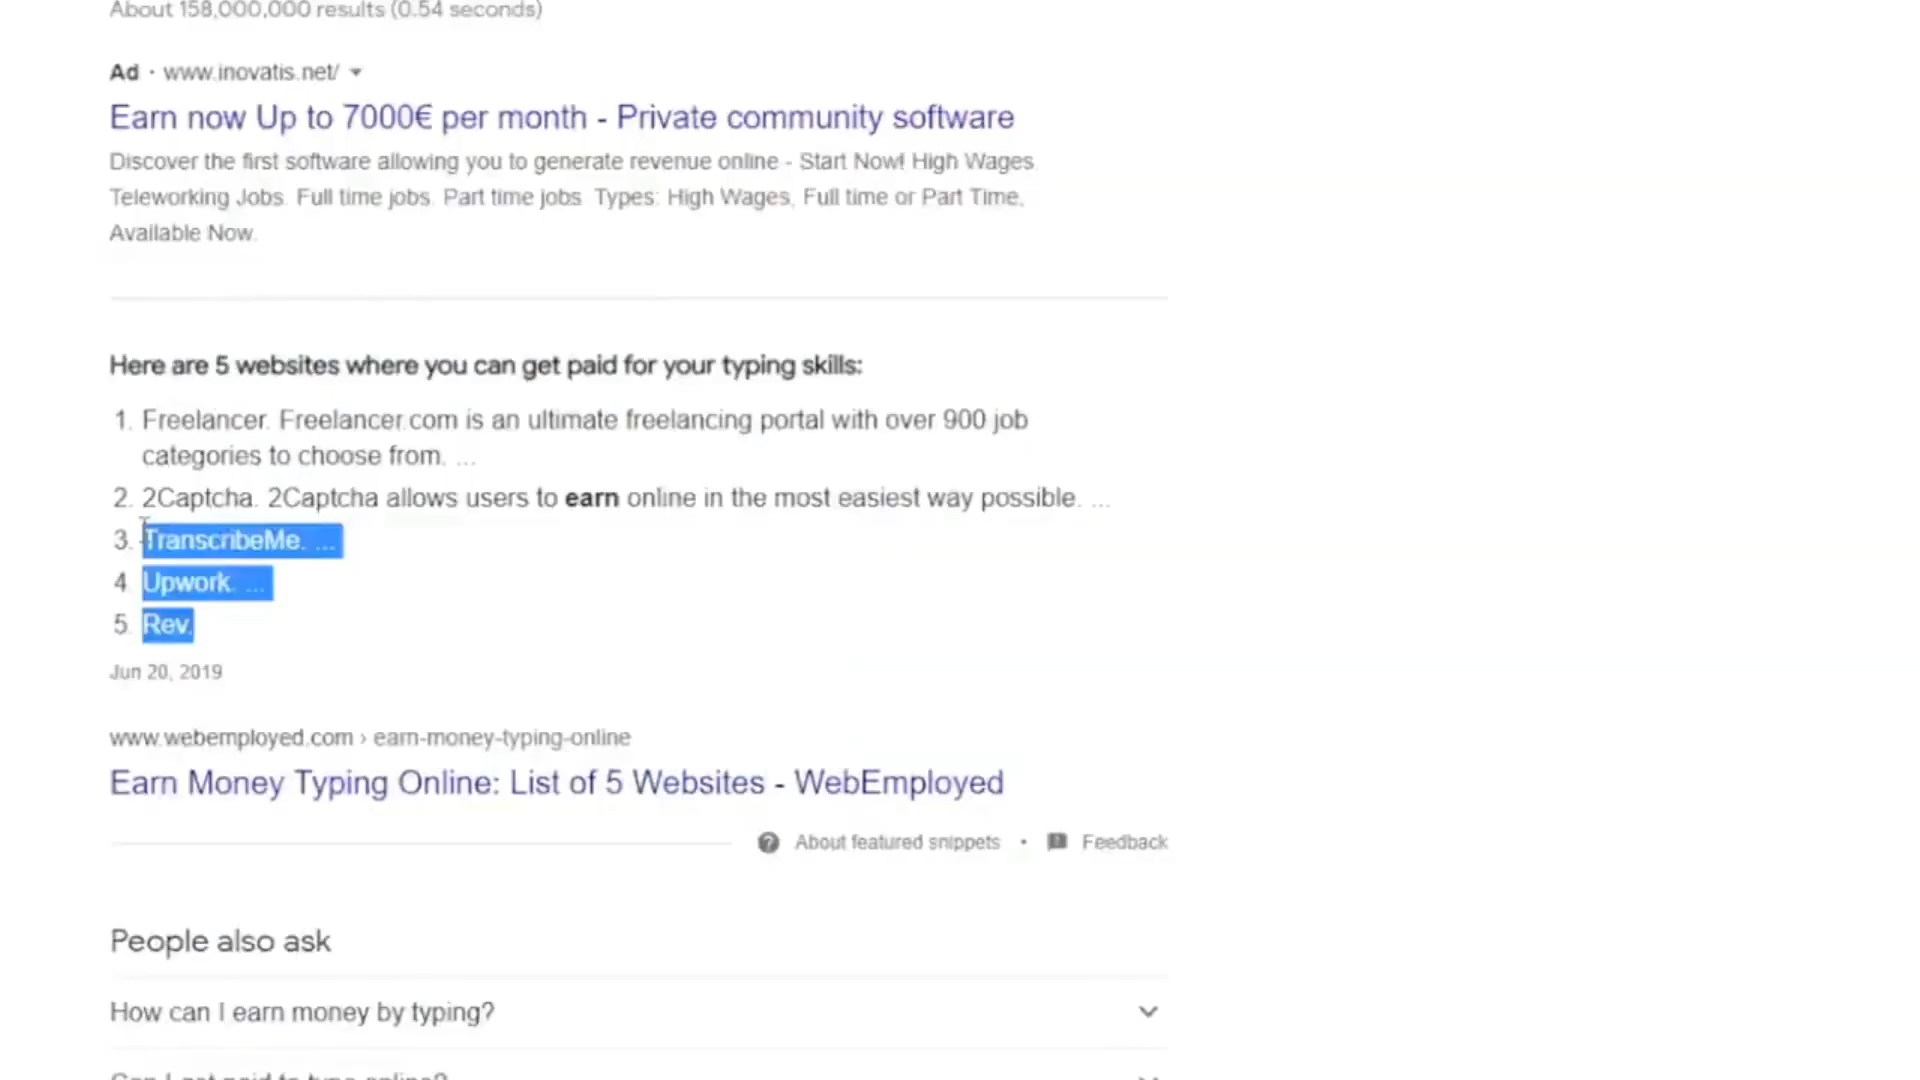 About 158,000,000 results (0.54 seconds)
Ad · www.inovatis.net/
Earn now Up to 7000€ per month - Private community software
Discover the first software allowing you to generate revenue online - Start Now! High Wages.
Teleworking Jobs. Full time jobs. Part time jobs. Types: High Wages, Full time or Part Time,
Available Now.
Here are 5 websites where you can get paid for your typing skills:
1. Freelancer. Freelancer.com is an ultimate freelancing portal with over 900 job
categories to choose from. ...
2. 2Captcha. 2Captcha allows users to earn online in the most easiest way possible. ...
3. TranscribeMe. ...
4. Upwork. ...
5. Rev.
Jun 20, 2019
www.webemployed.com › earn-money-typing-online
Earn Money Typing Online: List of 5 Websites - WebEmployed
About featured snippets · Feedback
People also ask
How can I earn money by typing?
Can I get paid to type online?